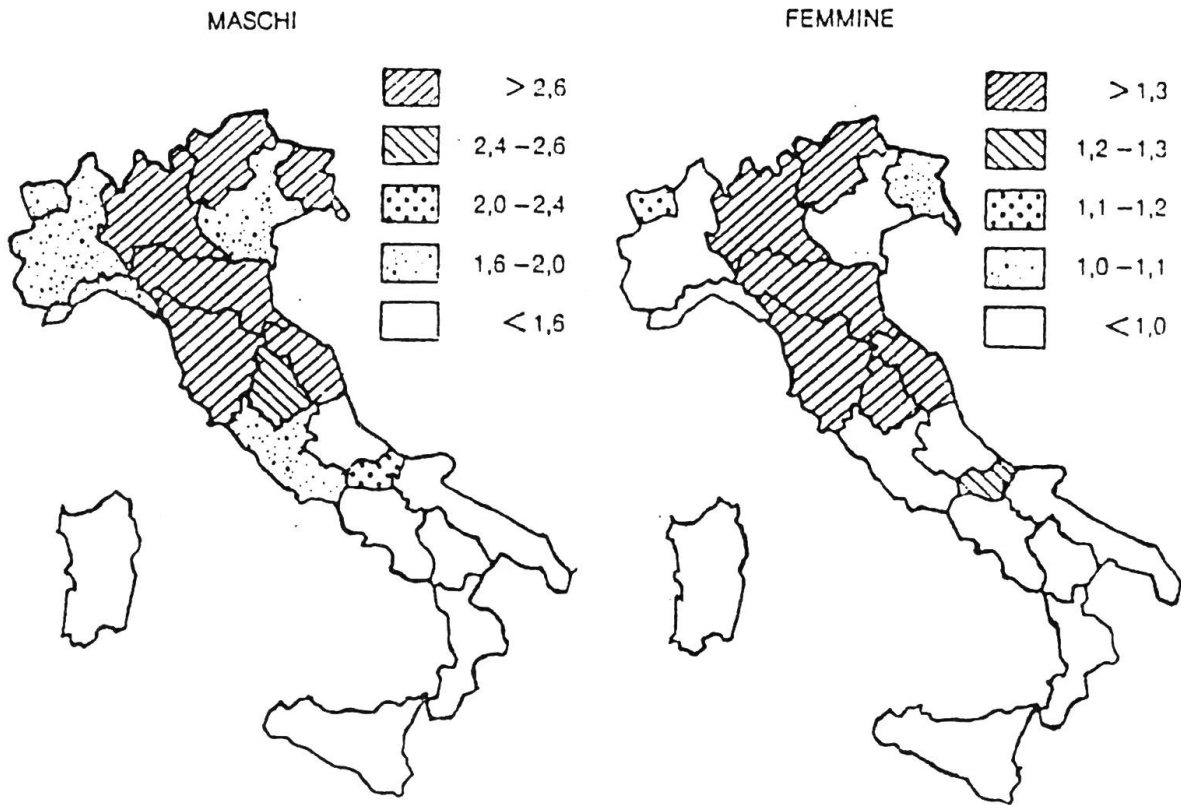 MASCHI
> 2,6
2,4 – 2,6
2,0 – 2,4
1,6 – 2,0
< 1,6
FEMMINE
> 1,3
1,2 – 1,3
1,1 – 1,2
1,0 – 1,1
< 1,0